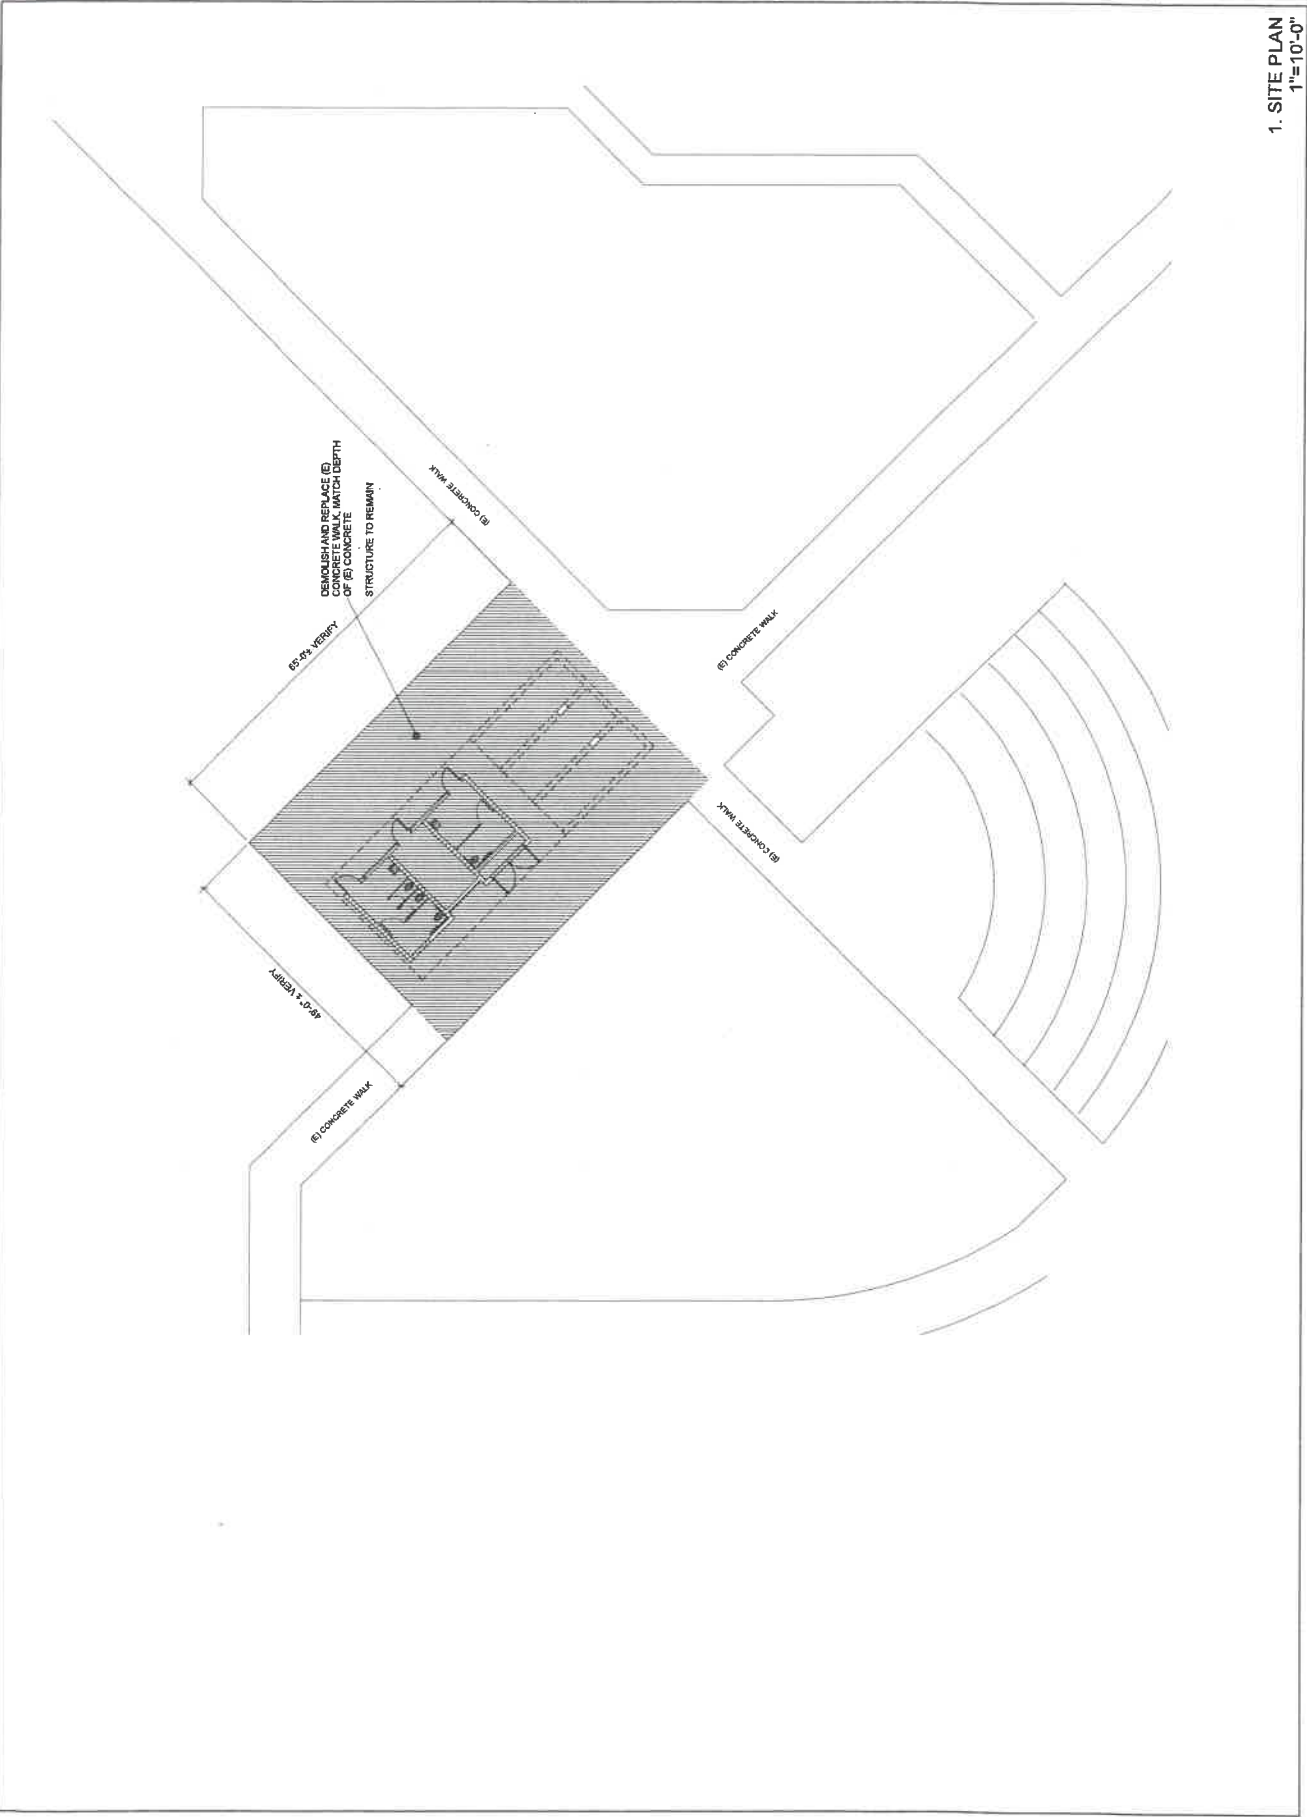 DEMOLISH AND REPLACE (E)
CONCRETE WALK, MATCH DEPTH
OF (E) CONCRETE
STRUCTURE TO REMAIN
65'-0"± VERIFY
49'-0" ± VERIFY
(E) CONCRETE WALK
(E) CONCRETE WALK
(E) CONCRETE WALK
(E) CONCRETE WALK
1. SITE PLAN
1"=10'-0"